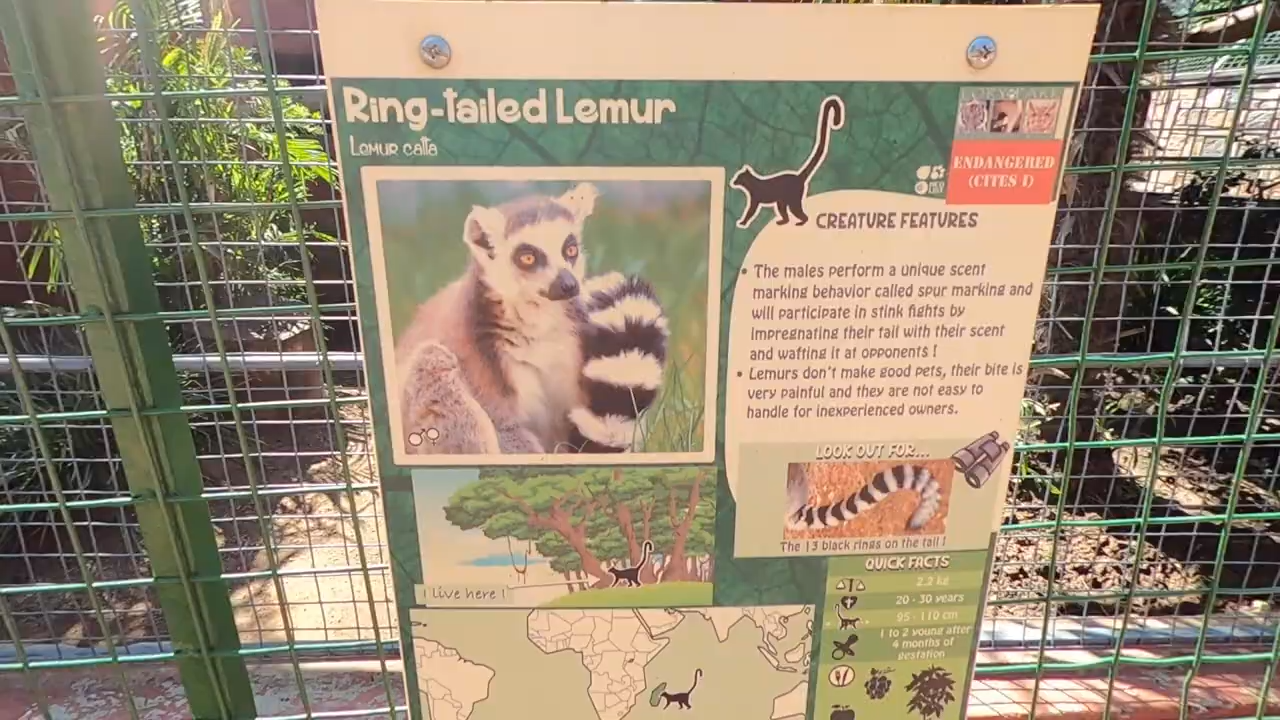 Ring-tailed Lemur
Lemur catta
LORY PARK
ENDANGERED
(CITES I)
CREATURE FEATURES
• The males perform a unique scent
marking behavior called spur marking and
will participate in stink fights by
impregnating their tail with their scent
and wafting it at opponents !
• Lemurs don't make good pets, their bite is
very painful and they are not easy to
handle for inexperienced owners.
LOOK OUT FOR...
The 13 black rings on the tail !
I live here !
QUICK FACTS
2.2 kg
20 - 30 years
95 - 110 cm
1 to 2 young after
4 months of
gestation